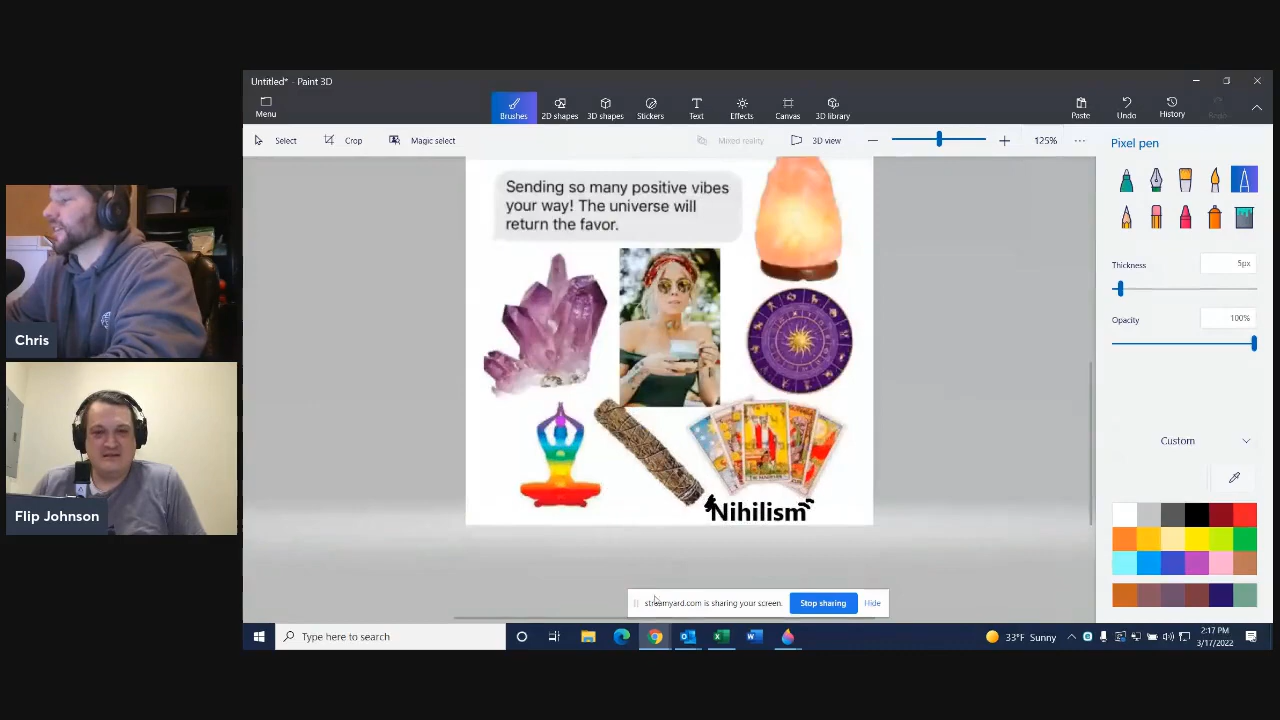 Untitled* - Paint 3D
Menu
Brushes
2D shapes
3D shapes
Stickers
Text
Effects
Canvas
3D library
Paste
Undo
History
Redo
Select
Crop
Magic select
Mixed reality
3D view
125%
Pixel pen
Sending so many positive vibes
your way! The universe will
return the favor.
Thickness
5px
Opacity
100%
Chris
Custom
"Nihilism"
Flip Johnson
streamyard.com is sharing your screen.
Stop sharing
Hide
Type here to search
33°F Sunny
2:17 PM
3/17/2022